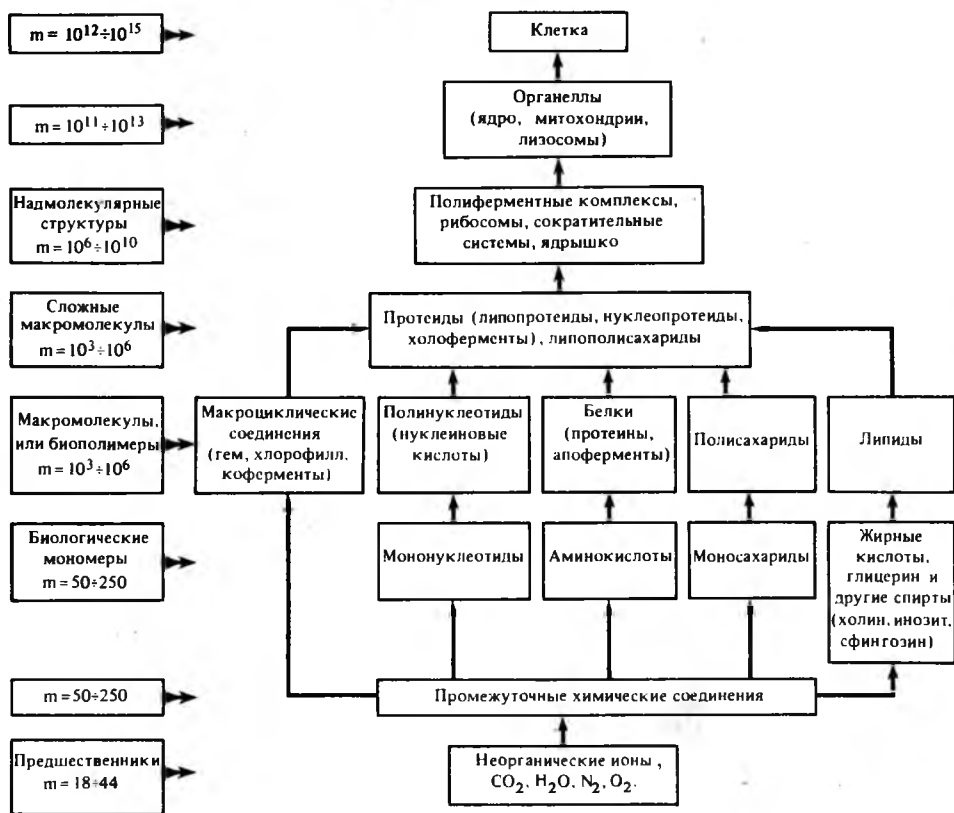 m = 10¹²÷10¹⁵
Клетка
m = 10¹¹÷10¹³
Органеллы
(ядро, митохондрии,
лизосомы)
Надмолекулярные
структуры
m = 10⁶÷10¹⁰
Полиферментные комплексы,
рибосомы, сократительные
системы, ядрышко
Сложные
макромолекулы
m = 10³÷10⁶
Протеиды (липопротеиды, нуклеопротеиды,
холоферменты), липополисахариды
Макромолекулы,
или биополимеры
m = 10³÷10⁶
Макроциклические
соединения
(гем, хлорофилл,
коферменты)
Полинуклеотиды
(нуклеиновые
кислоты)
Белки
(протеины,
апоферменты)
Полисахариды
Липиды
Биологические
мономеры
m = 50÷250
Мононуклеотиды
Аминокислоты
Моносахариды
Жирные
кислоты,
глицерин и
другие спирты
(холин, инозит,
сфингозин)
m = 50÷250
Промежуточные химические соединения
Предшественники
m = 18÷44
Неорганические ионы,
CO₂, H₂O, N₂, O₂.